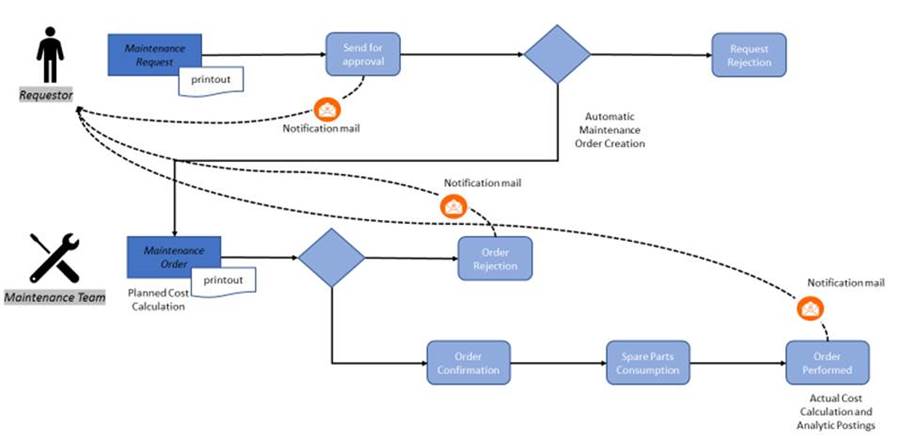 Maintenance
Request
printout
Send for
approval
Request
Rejection
Requestor
Notification mail
Automatic
Maintenance
Order Creation
Notification mail
Maintenance
Order
printout
Order
Rejection
Maintenance Team
Planned Cost
Calculation
Notification mail
Order
Confirmation
Spare Parts
Consumption
Order
Performed
Actual Cost
Calculation and
Analytic Postings